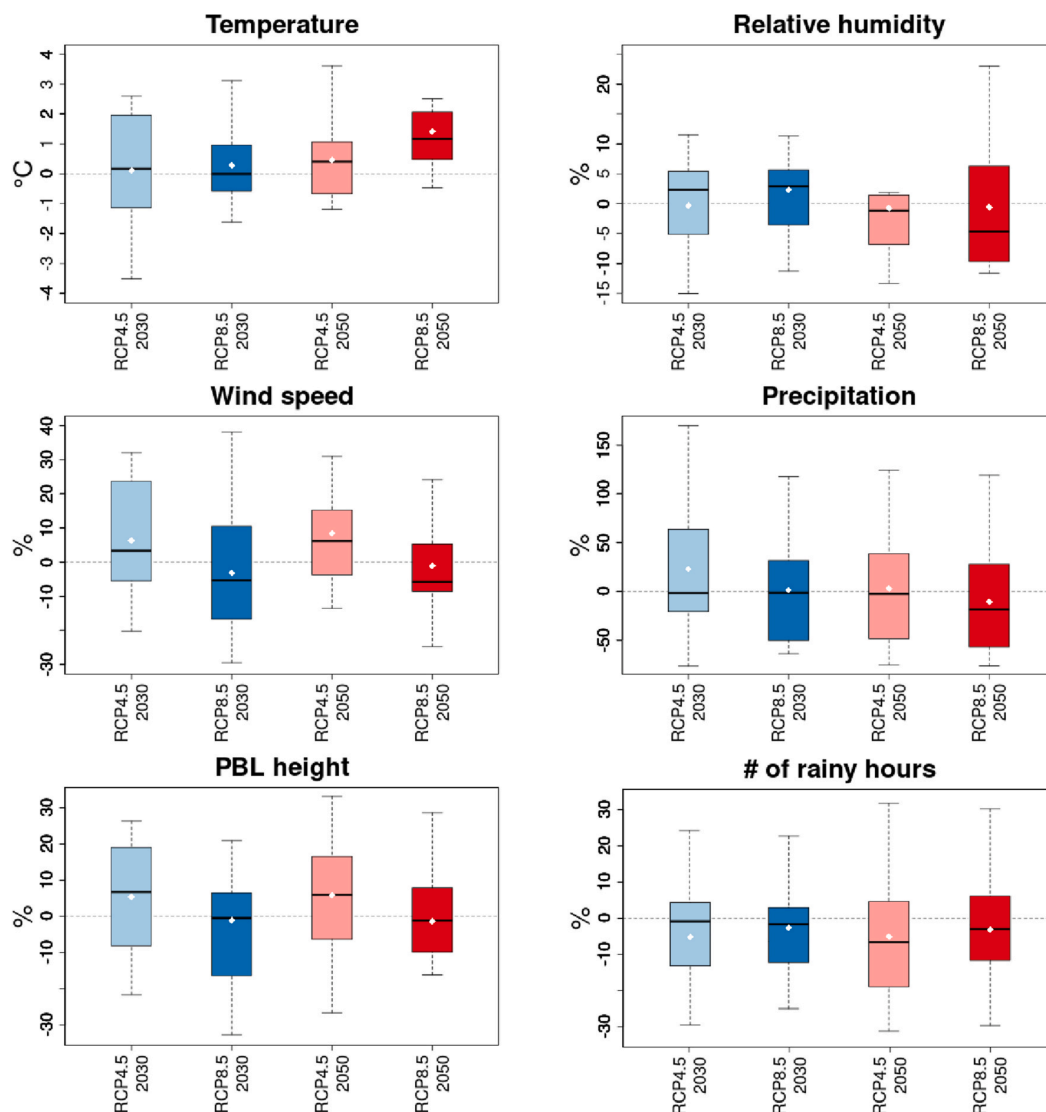 Temperature
°C
4
3
2
1
0
-1
-2
-3
-4
RCP4.5 2030
RCP8.5 2030
RCP4.5 2050
RCP8.5 2050
Relative humidity
%
20
10
5
0
-5
-10
-15
RCP4.5 2030
RCP8.5 2030
RCP4.5 2050
RCP8.5 2050
Wind speed
%
40
30
20
10
0
-10
-30
RCP4.5 2030
RCP8.5 2030
RCP4.5 2050
RCP8.5 2050
Precipitation
%
150
100
50
0
-50
RCP4.5 2030
RCP8.5 2030
RCP4.5 2050
RCP8.5 2050
PBL height
%
30
20
10
0
-10
-30
RCP4.5 2030
RCP8.5 2030
RCP4.5 2050
RCP8.5 2050
# of rainy hours
%
30
20
10
0
-10
-30
RCP4.5 2030
RCP8.5 2030
RCP4.5 2050
RCP8.5 2050